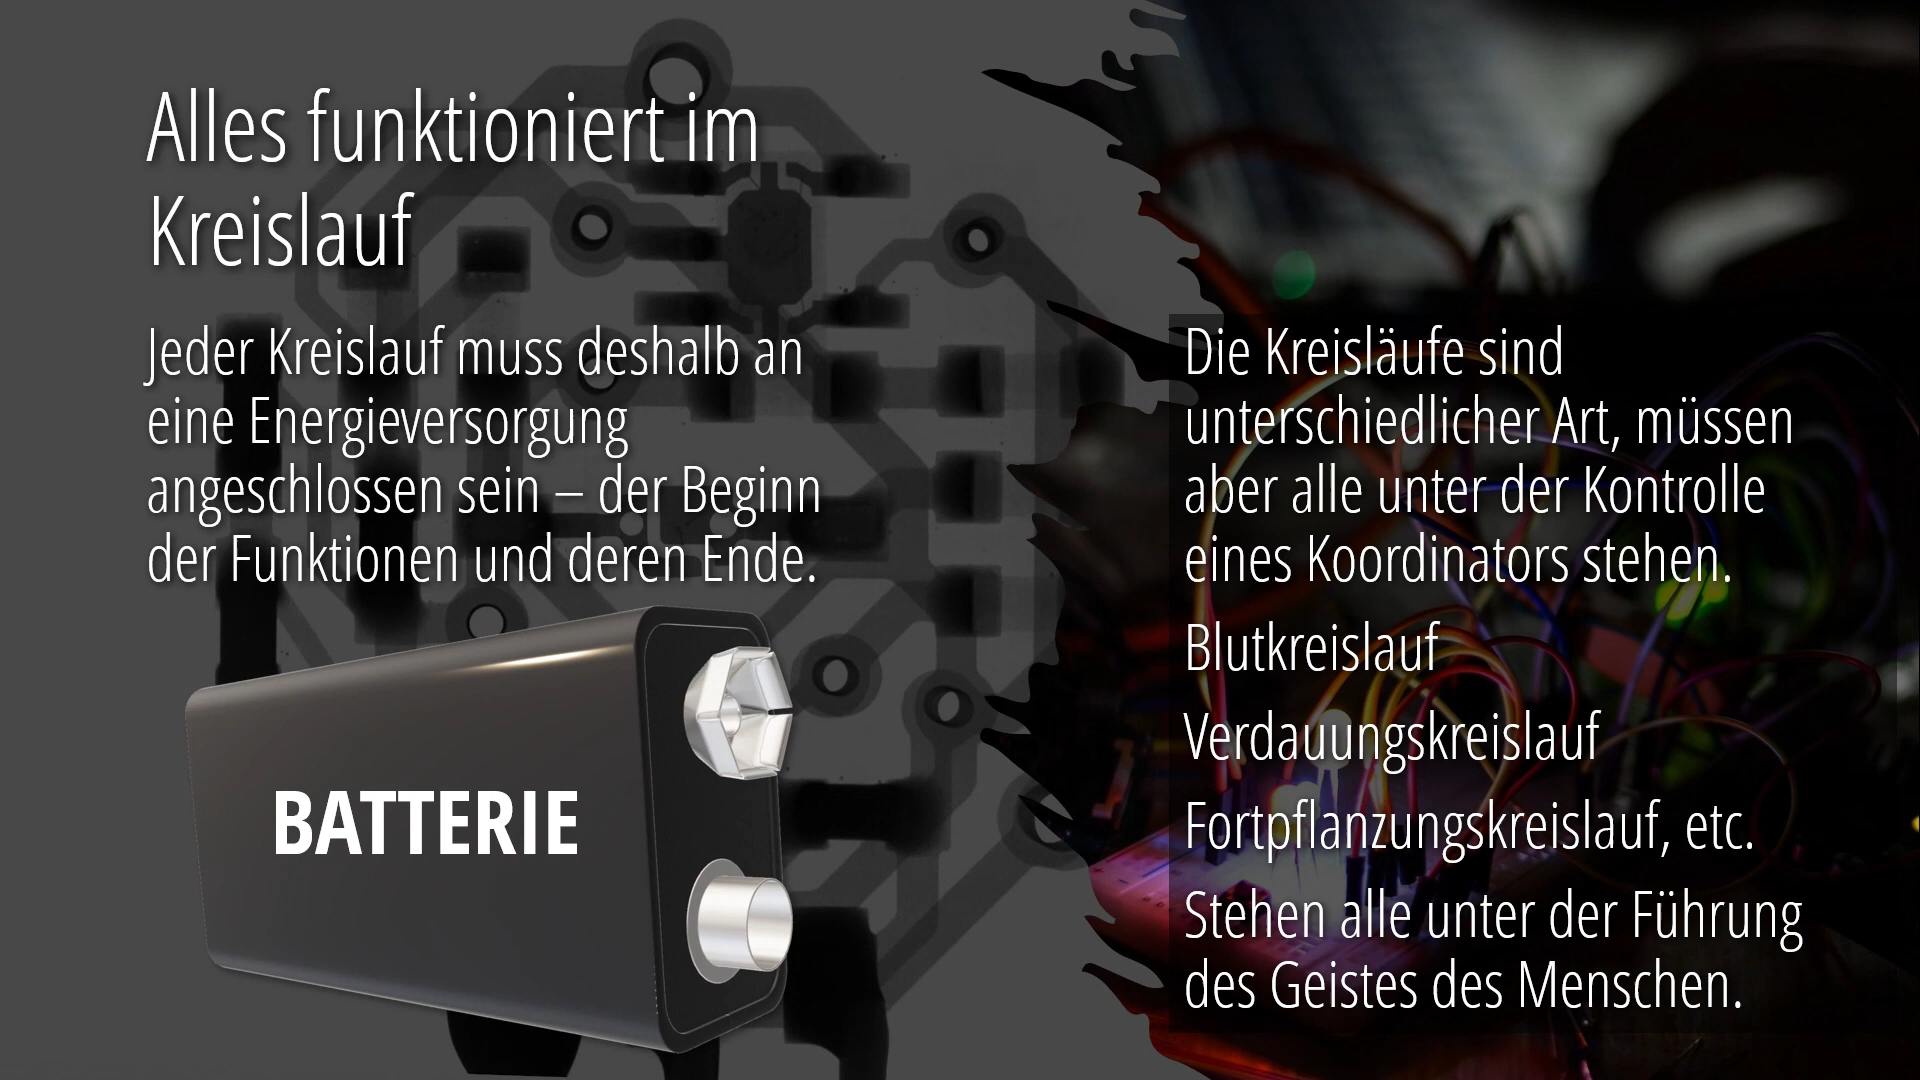 Alles funktioniert im
Kreislauf
Jeder Kreislauf muss deshalb an
eine Energieversorgung
angeschlossen sein – der Beginn
der Funktionen und deren Ende.
BATTERIE
Die Kreisläufe sind
unterschiedlicher Art, müssen
aber alle unter der Kontrolle
eines Koordinators stehen.
Blutkreislauf
Verdauungskreislauf
Fortpflanzungskreislauf, etc.
Stehen alle unter der Führung
des Geistes des Menschen.